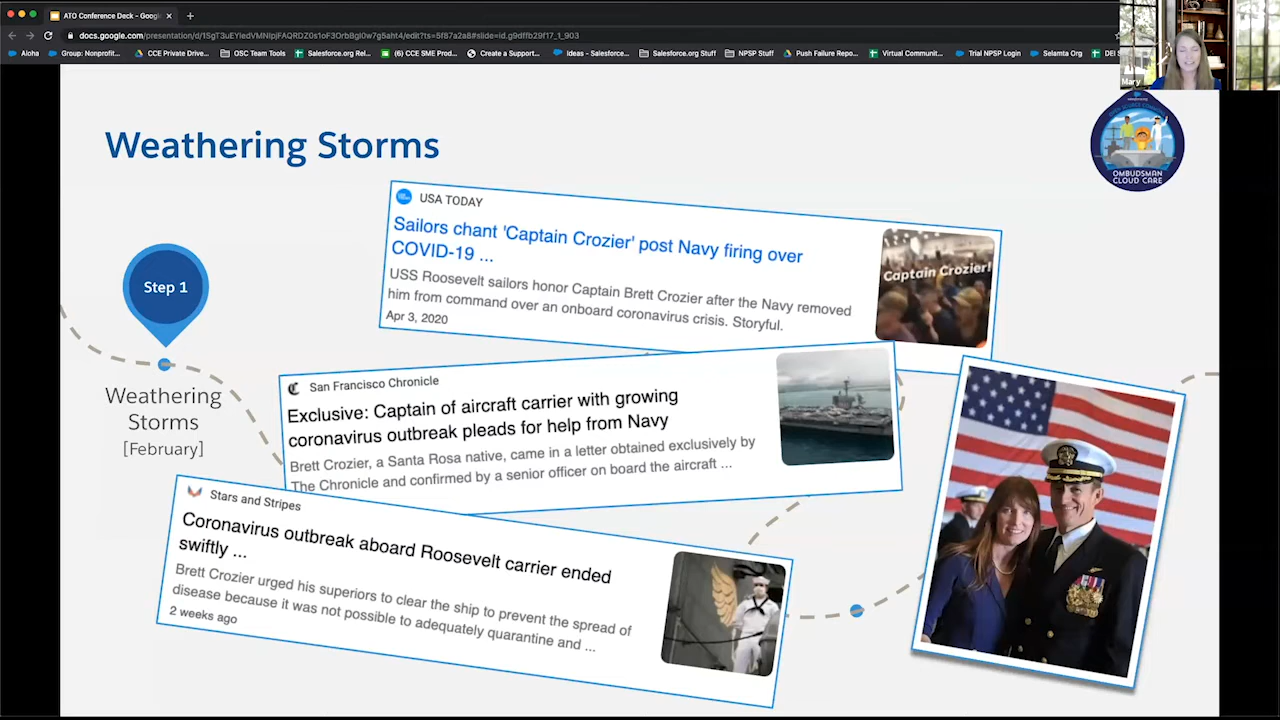 ATO Conference Deck - Googl
docs.google.com/presentation/d/1SgT3uEYIedVMNIpjFAQRDZ0s1oF3OrbBgI0w7g5aht4/edit?ts=5f87a2a8#slide=id.g9dffb29f17_1_903
Aloha
Group: Nonprofit...
CCE Private Drive...
OSC Team Tools
Salesforce.org Rel...
(6) CCE SME Prod...
Create a Support...
Ideas - Salesforce...
Salesforce.org Stuff
NPSP Stuff
Push Failure Repo...
Virtual Communit...
Trial NPSP Login
Selamta Org
DEI S
Mary
Weathering Storms
OMBUDSMAN
CLOUD CARE
USA TODAY
Sailors chant 'Captain Crozier' post Navy firing over
COVID-19 ...
USS Roosevelt sailors honor Captain Brett Crozier after the Navy removed
him from command over an onboard coronavirus crisis. Storyful.
Apr 3, 2020
Captain Crozier!
Step 1
Weathering
Storms
[February]
San Francisco Chronicle
Exclusive: Captain of aircraft carrier with growing
coronavirus outbreak pleads for help from Navy
Brett Crozier, a Santa Rosa native, came in a letter obtained exclusively by
The Chronicle and confirmed by a senior officer on board the aircraft ...
Stars and Stripes
Coronavirus outbreak aboard Roosevelt carrier ended
swiftly ...
Brett Crozier urged his superiors to clear the ship to prevent the spread of
disease because it was not possible to adequately quarantine and ...
2 weeks ago